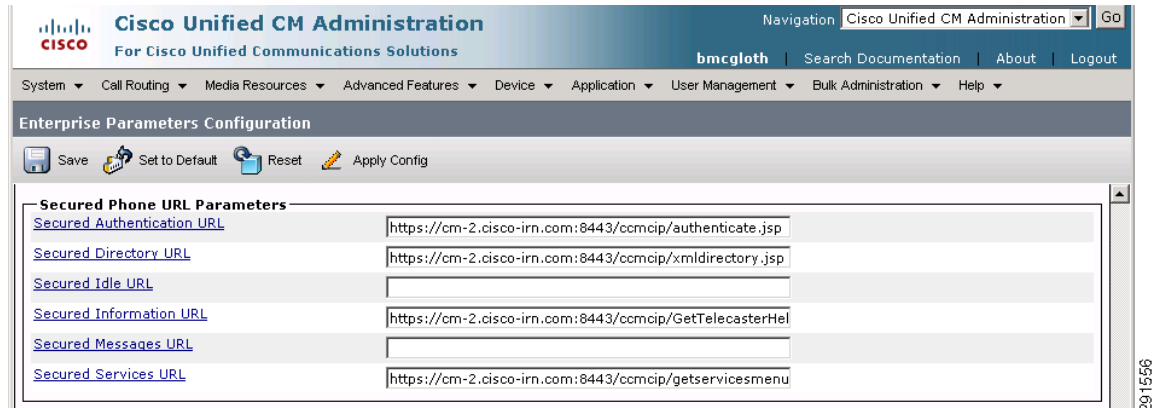 Cisco Unified CM Administration
For Cisco Unified Communications Solutions
Navigation Cisco Unified CM Administration Go
CISCO
bmcgloth Search Documentation About Logout
System Call Routing Media Resources Advanced Features Device Application User Management Bulk Administration Help
Enterprise Parameters Configuration
Save Set to Default Reset Apply Config
Secured Phone URL Parameters
Secured Authentication URL https://cm-2.cisco-irn.com:8443/ccmcip/authenticate.jsp
Secured Directory URL https://cm-2.cisco-irn.com:8443/ccmcip/xmldirectory.jsp
Secured Idle URL
Secured Information URL https://cm-2.cisco-irn.com:8443/ccmcip/GetTelecasterHel
Secured Messages URL
Secured Services URL https://cm-2.cisco-irn.com:8443/ccmcip/getservicesmenu
291556